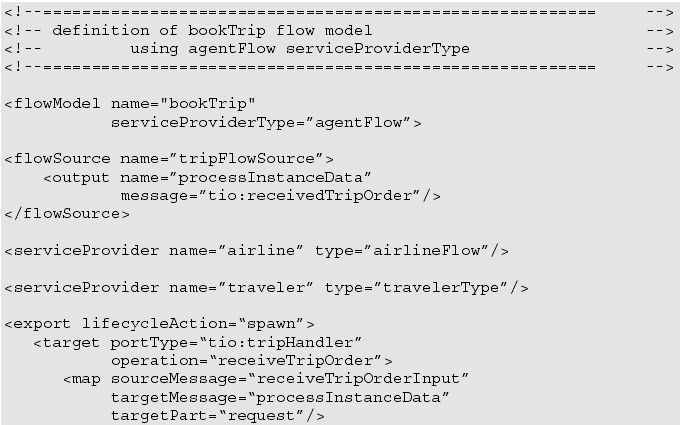 <!--=========================================================     -->
<!-- definition of bookTrip flow model                  -->
<!--         using agentFlow serviceProviderType                  -->
<!--=========================================================     -->
<flowModel name="bookTrip"
           serviceProviderType="agentFlow”>
<flowSource name=”tripFlowSource”>
    <output name=”processInstanceData”
            message=”tio:receivedTripOrder”/>
</flowSource>
<serviceProvider name=”airline” type=”airlineFlow”/>
<serviceProvider name=”traveler” type=”travelerType”/>
<export lifecycleAction=“spawn”>
   <target portType=“tio:tripHandler”
           operation=“receiveTripOrder”>
      <map sourceMessage=“receiveTripOrderInput”
           targetMessage=“processInstanceData”
           targetPart=“request”/>